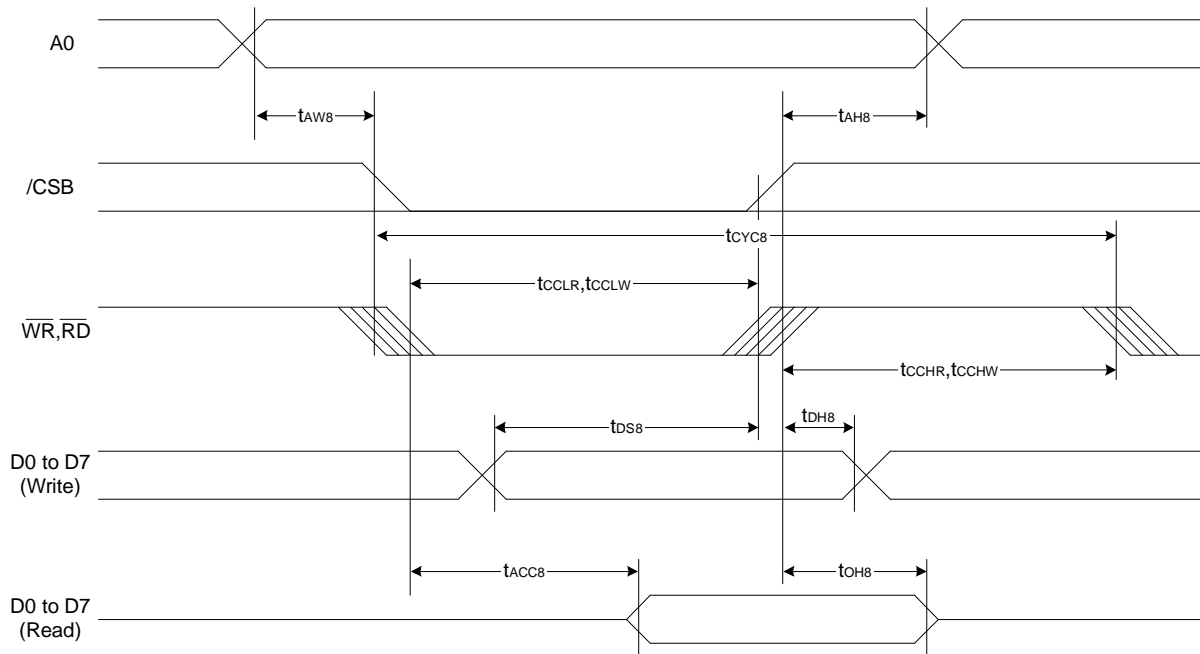 A0
tAW8
tAH8
/CSB
tCYC8
tCCLR,tCCLW
WR,RD
tCCHR,tCCHW
tDS8
tDH8
D0 to D7
(Write)
tACC8
tOH8
D0 to D7
(Read)